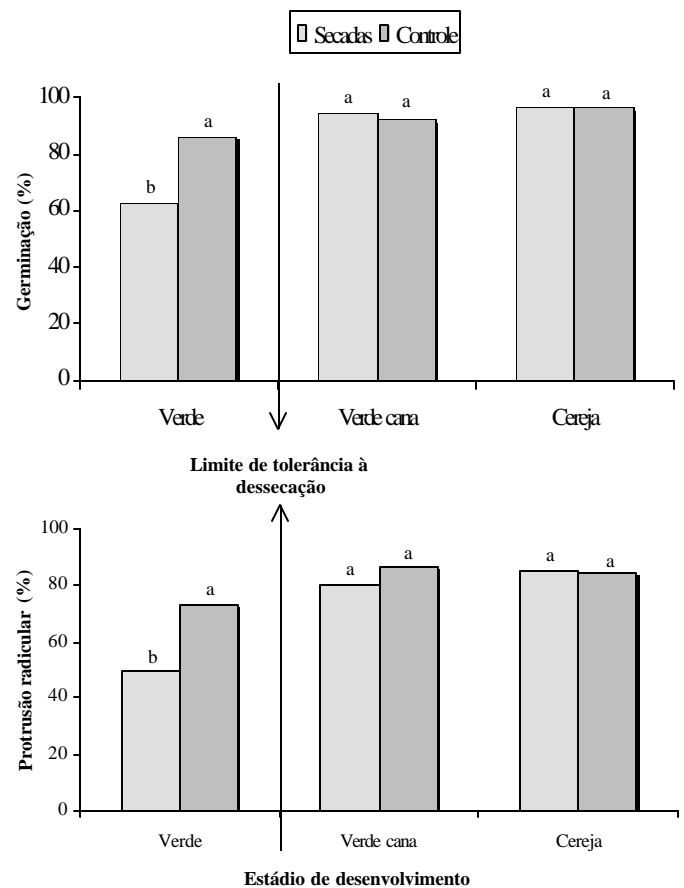 Secadas Controle
Germinação (%)
100
80
60
40
20
0
b a
a a
a a
Verde Verde cana Cereja
Limite de tolerância à
dessecação
Protrusão radicular (%)
100
80
60
40
20
0
b a
a a
a a
Verde Verde cana Cereja
Estádio de desenvolvimento